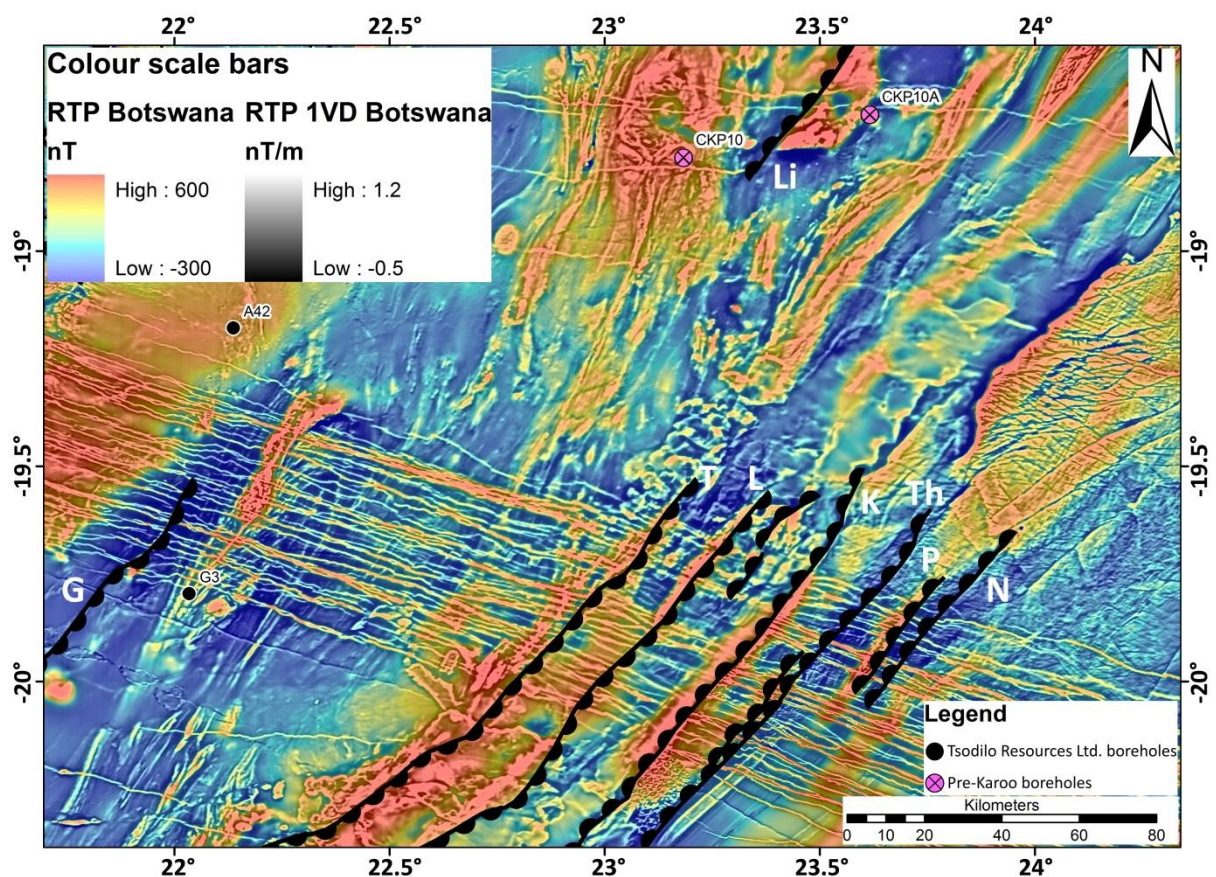 22° 22.5° 23° 23.5° 24°
Colour scale bars
RTP Botswana RTP 1VD Botswana
nT nT/m
High : 600 High : 1.2
Low : -300 Low : -0.5
N
CKP10A
CKP10
Li
-19° -19°
A42
-19.5° -19.5°
T L K Th
G3
G P N
-20° -20°
Legend
Tsodilo Resources Ltd. boreholes
Pre-Karoo boreholes
Kilometers
0 10 20 40 60 80
22° 22.5° 23° 23.5° 24°